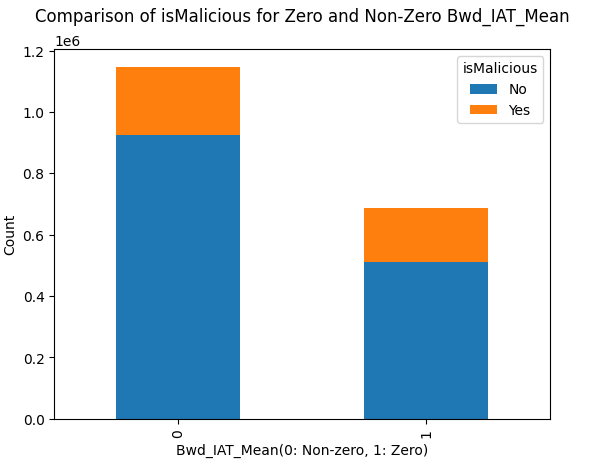 Comparison of isMalicious for Zero and Non-Zero Bwd_IAT_Mean
1e6
1.2
1.0
0.8
0.6
0.4
0.2
0.0
Count
isMalicious
No
Yes
0
1
Bwd_IAT_Mean(0: Non-zero, 1: Zero)